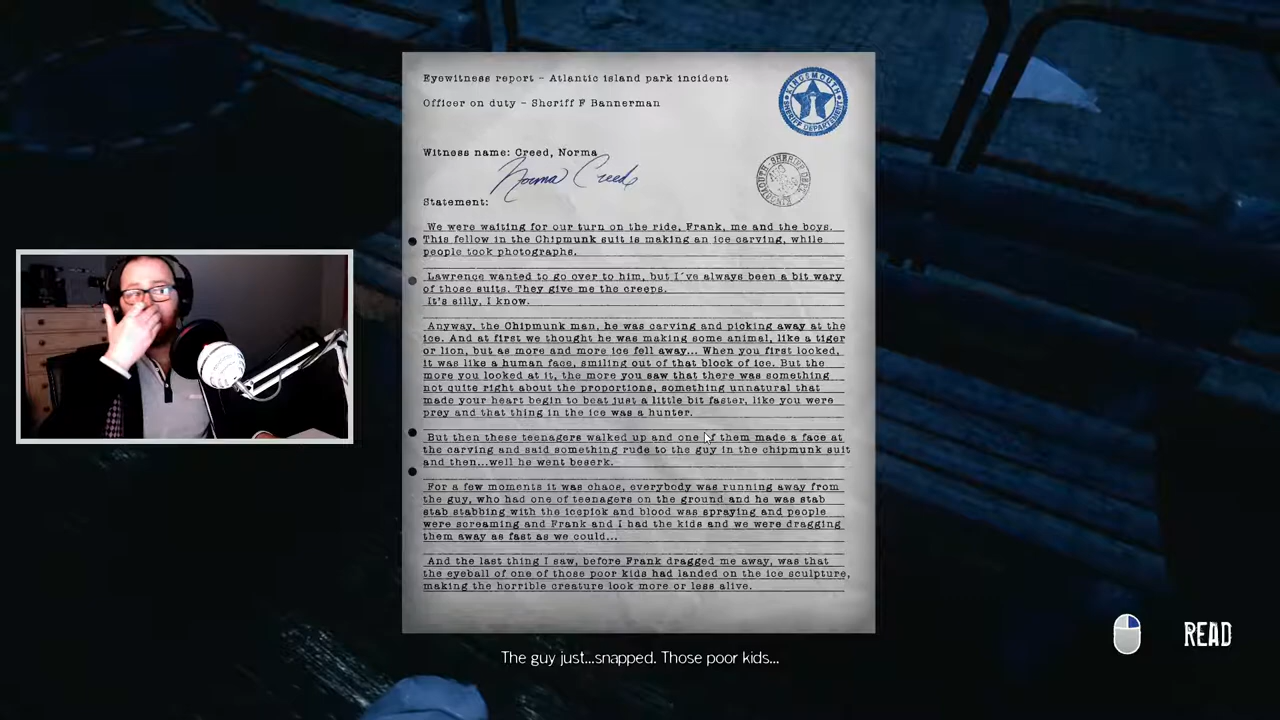 Eyewitness report - Atlantic island park incident
Officer on duty - Sheriff F Bannerman
KINGSMOUTH
SHERIFF DEPARTMENT
Witness name: Creed, Norma
Norma Creed
Statement:
We were waiting for our turn on the ride, Frank, me and the boys.
This fellow in the Chipmunk suit is making an ice carving, while
people took photographs.
Lawrence wanted to go over to him, but I've always been a bit wary
of those suits. They give me the creeps.
It's silly, I know.
Anyway, the Chipmunk man, he was carving and picking away at the
ice. And at first we thought he was making some animal, like a tiger
or lion, but as more and more ice fell away... When you first looked,
it was like a human face, smiling out of that block of ice. But the
more you looked at it, the more you saw that there was something
not quite right about the proportions, something unnatural that
made your heart begin to beat just a little bit faster, like you were
prey and that thing in the ice was a hunter.
But then these teenagers walked up and one of them made a face at
the carving and said something rude to the guy in the chipmunk suit
and then...well he went beserk.
For a few moments it was chaos, everybody was running away from
the guy, who had one of teenagers on the ground and he was stab
stab stabbing with the icepick and blood was spraying and people
were screaming and Frank and I had the kids and we were dragging
them away as fast as we could...
And the last thing I saw, before Frank dragged me away, was that
the eyeball of one of those poor kids had landed on the ice sculpture,
making the horrible creature look more or less alive.
READ
The guy just...snapped. Those poor kids...